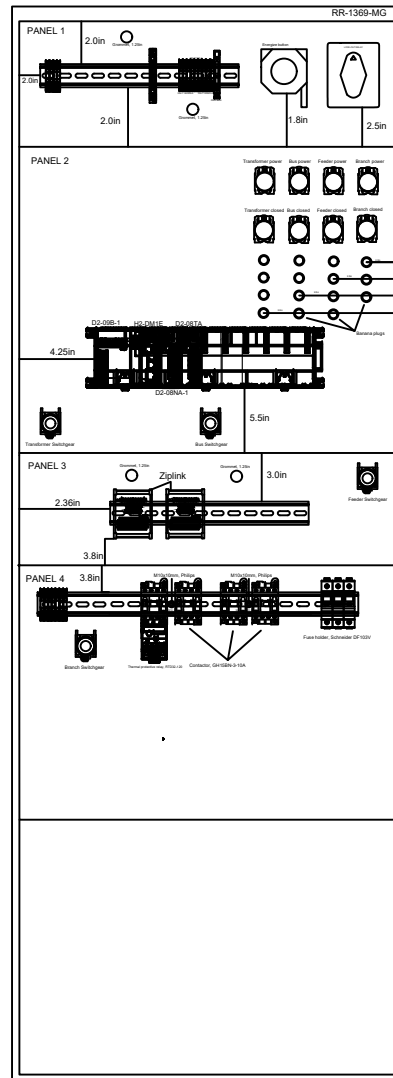 RR-1369-MG
PANEL 1
2.0in
Grommet, 1.25in
Energize button
2.0in
Grommet, 1.25in
2.0in
1.8in
2.5in
PANEL 2
Transformer power
Bus power
Feeder power
Branch power
Transformer closed
Bus closed
Feeder closed
Branch closed
Banana plugs
D2-09B-1
H2-DM1E
D2-08TA
4.25in
D2-08NA-1
5.5in
Transformer Switchgear
Bus Switchgear
PANEL 3
Grommet, 1.25in
Ziplink
Grommet, 1.25in
3.0in
2.36in
Feeder Switchgear
3.8in
PANEL 4
3.8in
M10x10mm, Philips
M10x10mm, Philips
Fuse holder, Schneider DF103V
Branch Switchgear
Contactor, GH15BN-3-10A